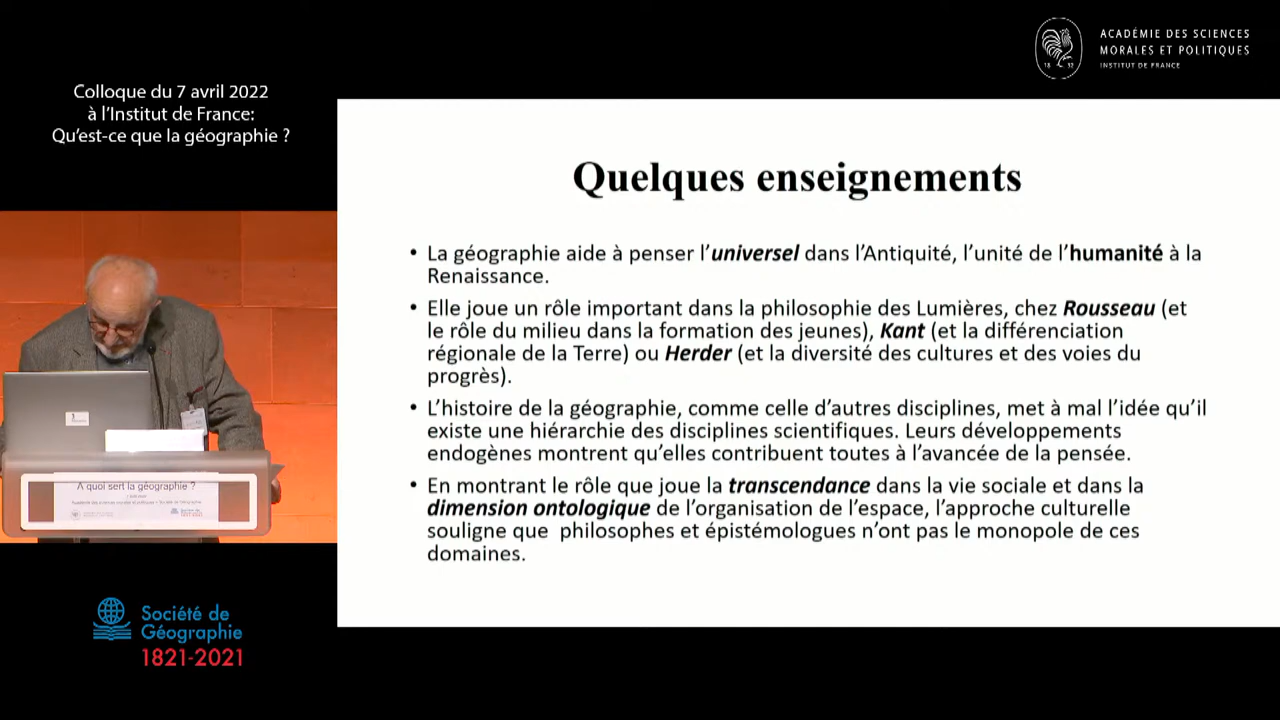 ACADÉMIE DES SCIENCES
MORALES ET POLITIQUES
INSTITUT DE FRANCE
18 32
Colloque du 7 avril 2022
à l'Institut de France:
Qu'est-ce que la géographie ?
Quelques enseignements
• La géographie aide à penser l'universel dans l'Antiquité, l'unité de l'humanité à la
Renaissance.
• Elle joue un rôle important dans la philosophie des Lumières, chez Rousseau (et
le rôle du milieu dans la formation des jeunes), Kant (et la différenciation
régionale de la Terre) ou Herder (et la diversité des cultures et des voies du
progrès).
• L'histoire de la géographie, comme celle d'autres disciplines, met à mal l'idée qu'il
existe une hiérarchie des disciplines scientifiques. Leurs développements
endogènes montrent qu'elles contribuent toutes à l'avancée de la pensée.
• En montrant le rôle que joue la transcendance dans la vie sociale et dans la
dimension ontologique de l'organisation de l'espace, l'approche culturelle
souligne que philosophes et épistémologues n'ont pas le monopole de ces
domaines.
A quoi sert la géographie ?
Société de
Géographie
1821-2021